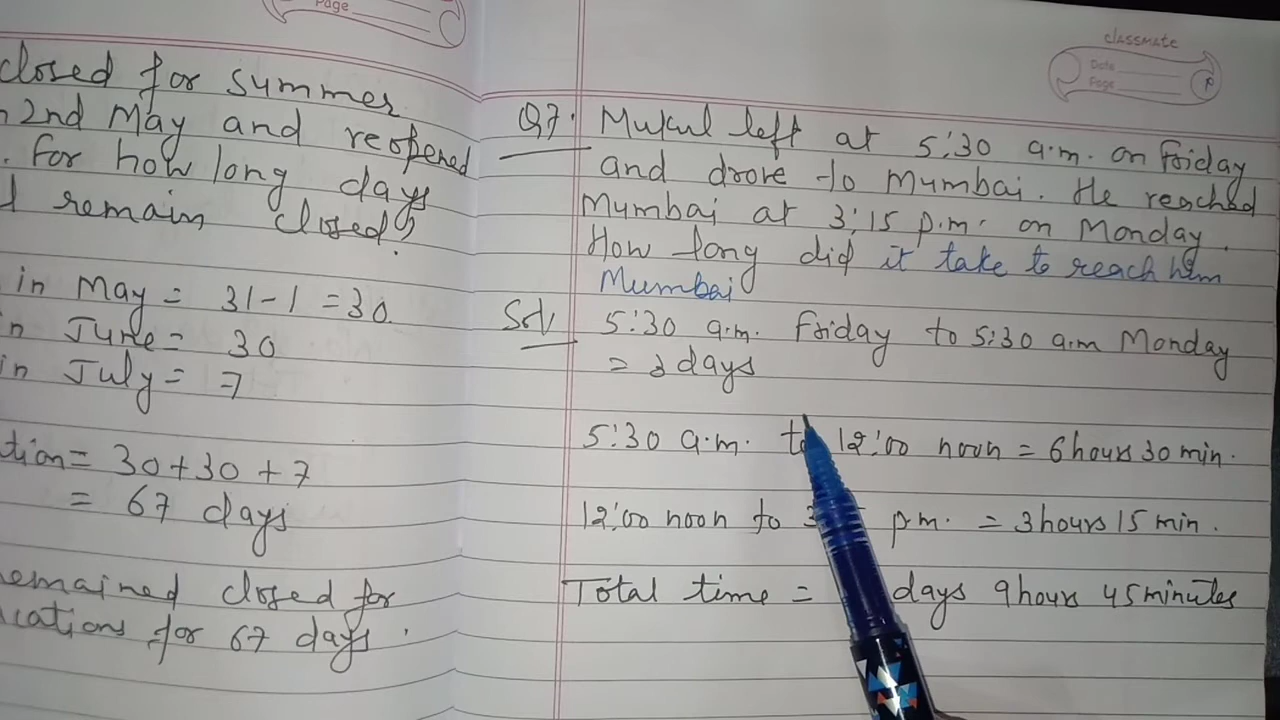 Page
closed for summer
2nd May and reopened
. For how long days
remain closed?
in May = 31-1 = 30
in June = 30
in July = 7
tion = 30+30+7
= 67 days
emained closed for
cations for 67 days.
classmate
Date
Page
Q7. Mukul left at 5:30 a.m. on Friday
and drove to Mumbai. He reached
Mumbai at 3:15 p.m. on Monday.
How long did it take to reach him
Mumbai
Sol. 5:30 a.m. Friday to 5:30 a.m Monday
= 3 days
5:30 a.m. to 12:00 noon = 6 hours 30 min.
12:00 noon to 3 p.m. = 3 hours 15 min.
Total time = days 9 hours 45 minutes